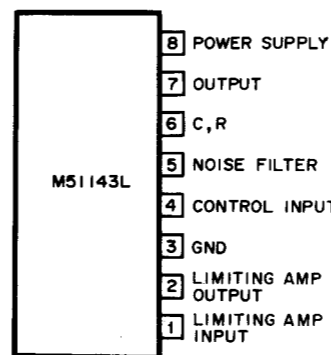 M51143L
8 POWER SUPPLY
7 OUTPUT
6 C,R
5 NOISE FILTER
4 CONTROL INPUT
3 GND
2 LIMITING AMP
OUTPUT
1 LIMITING AMP
INPUT